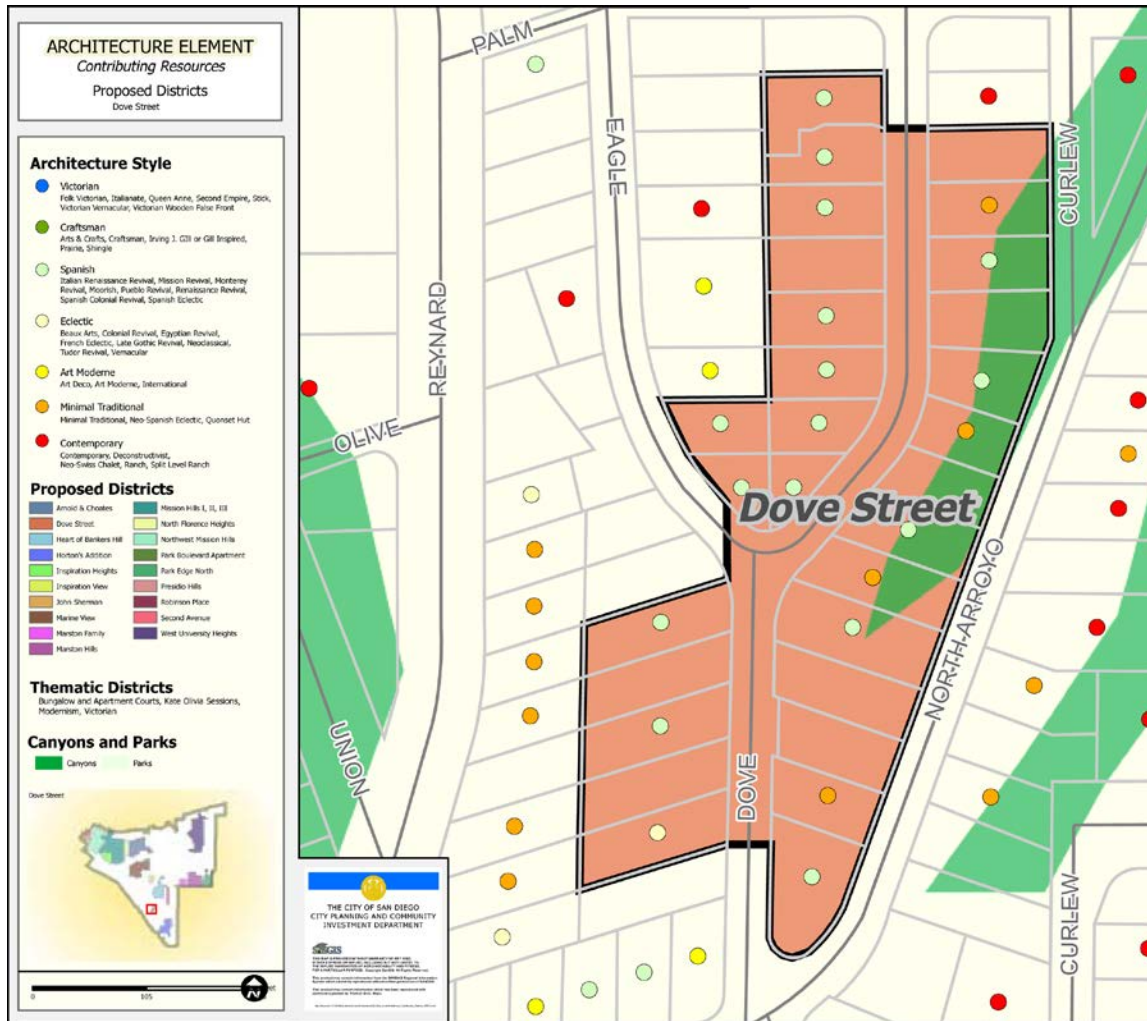 ARCHITECTURE ELEMENT
Contributing Resources
Proposed Districts
Dove Street
Architecture Style
Victorian
Folk Victorian, Italianate, Queen Anne, Second Empire, Stick,
Victorian Vernacular, Victorian Wooden False Front
Craftsman
Arts & Crafts, Craftsman, Irving J. Gill or Gill Inspired,
Prairie, Shingle
Spanish
Italian Renaissance Revival, Mission Revival, Monterey
Revival, Moorish, Pueblo Revival, Renaissance Revival,
Spanish Colonial Revival, Spanish Eclectic
Eclectic
Beaux Arts, Colonial Revival, Egyptian Revival,
French Eclectic, Late Gothic Revival, Neoclassical,
Tudor Revival, Vernacular
Art Moderne
Art Deco, Art Moderne, International
Minimal Traditional
Minimal Traditional, Neo-Spanish Eclectic, Quonset Hut
Contemporary
Contemporary, Deconstructivist,
Neo-Swiss Chalet, Ranch, Split Level Ranch
Proposed Districts
Arnold & Choates
Dove Street
Heart of Bankers Hill
Horton's Addition
Inspiration Heights
Inspiration View
John Sherman
Marine View
Marston Family
Marston Hills
Mission Hills I, II, III
North Florence Heights
Northwest Mission Hills
Park Boulevard Apartment
Park Edge North
Presidio Hills
Robinson Place
Second Avenue
West University Heights
Thematic Districts
Bungalow and Apartment Courts, Kate Olivia Sessions,
Modernism, Victorian
Canyons and Parks
Canyons
Parks
Dove Street
0
105
N
THE CITY OF SAN DIEGO
CITY PLANNING AND COMMUNITY
INVESTMENT DEPARTMENT
SanGIS
PALM
EAGLE
REYNARD
OLIVE
UNION
CURLEW
Dove Street
NORTH ARROYO
DOVE
CURLEW